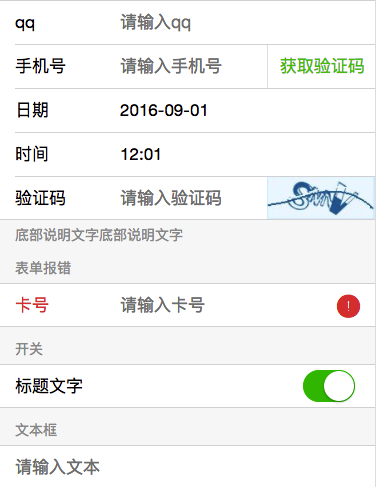 qq 请输入qq
手机号 请输入手机号 获取验证码
日期 2016-09-01
时间 12:01
验证码 请输入验证码
底部说明文字底部说明文字
表单报错
卡号 请输入卡号 !
开关
标题文字
文本框
请输入文本